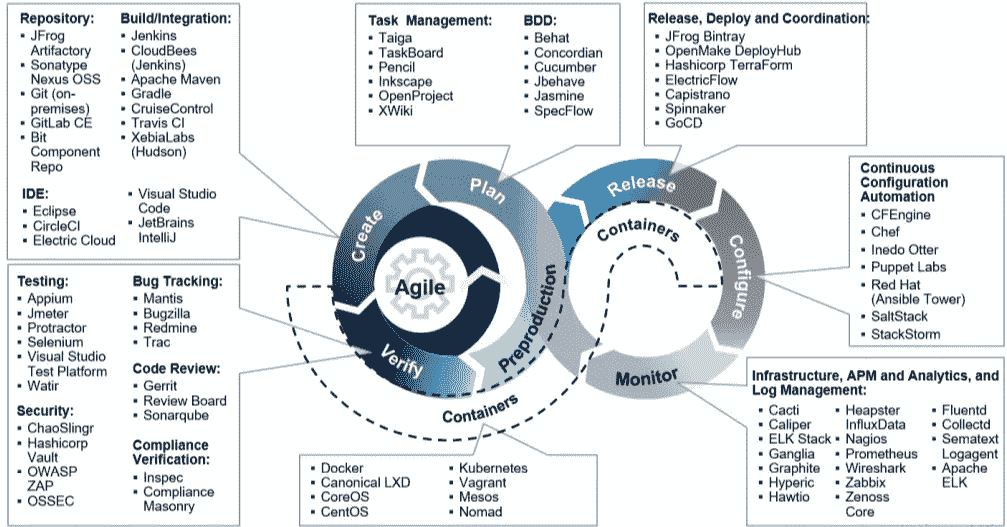 Repository:
▪ JFrog
Artifactory
▪ Sonatype
Nexus OSS
▪ Git (on-
premises)
▪ GitLab CE
▪ Bit
Component
Repo
Build/Integration:
▪ Jenkins
▪ CloudBees
(Jenkins)
▪ Apache Maven
▪ Gradle
▪ CruiseControl
▪ Travis CI
▪ XebiaLabs
(Hudson)
IDE:
▪ Eclipse
▪ CircleCI
▪ Electric Cloud
▪ Visual Studio
Code
▪ JetBrains
IntelliJ
Task Management:
▪ Taiga
▪ TaskBoard
▪ Pencil
▪ Inkscape
▪ OpenProject
▪ XWiki
BDD:
▪ Behat
▪ Concordian
▪ Cucumber
▪ Jbehave
▪ Jasmine
▪ SpecFlow
Release, Deploy and Coordination:
▪ JFrog Bintray
▪ OpenMake DeployHub
▪ Hashicorp TerraForm
▪ ElectricFlow
▪ Capistrano
▪ Spinnaker
▪ GoCD
Continuous
Configuration
Automation
▪ CFEngine
▪ Chef
▪ Inedo Otter
▪ Puppet Labs
▪ Red Hat
(Ansible Tower)
▪ SaltStack
▪ StackStorm
Plan
Create
Agile
Verify
Preproduction
Release
Containers
Configure
Monitor
Containers
Testing:
▪ Appium
▪ Jmeter
▪ Protractor
▪ Selenium
▪ Visual Studio
Test Platform
▪ Watir
Security:
▪ ChaoSlingr
▪ Hashicorp
Vault
▪ OWASP
ZAP
▪ OSSEC
Bug Tracking:
▪ Mantis
▪ Bugzilla
▪ Redmine
▪ Trac
Code Review:
▪ Gerrit
▪ Review Board
▪ Sonarqube
Compliance
Verification:
▪ Inspec
▪ Compliance
Masonry
▪ Docker
▪ Canonical LXD
▪ CoreOS
▪ CentOS
▪ Kubernetes
▪ Vagrant
▪ Mesos
▪ Nomad
Infrastructure, APM and Analytics, and
Log Management:
▪ Cacti
▪ Caliper
▪ ELK Stack
▪ Ganglia
▪ Graphite
▪ Hyperic
▪ Hawtio
▪ Heapster
InfluxData
▪ Nagios
▪ Prometheus
▪ Wireshark
▪ Zabbix
▪ Zenoss
Core
▪ Fluentd
▪ Collectd
▪ Sematext
Logagent
▪ Apache
ELK